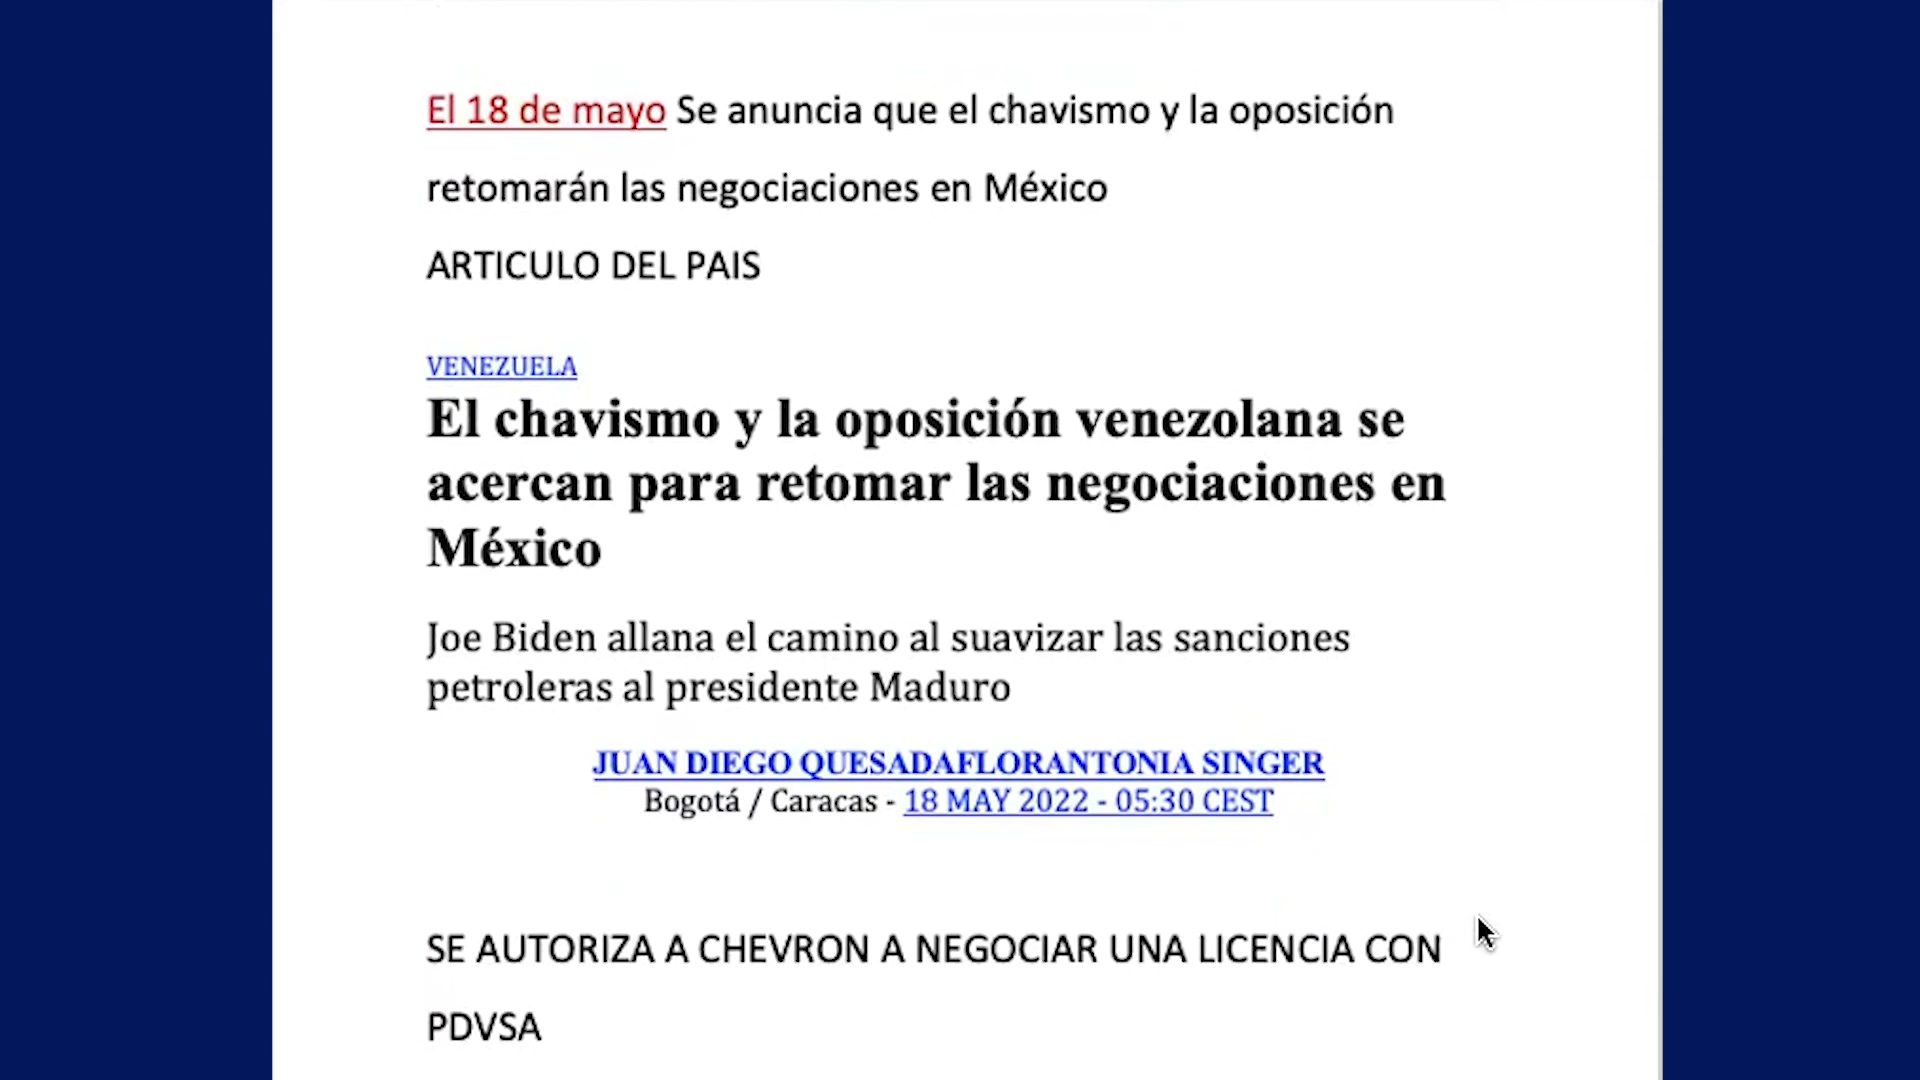 El 18 de mayo Se anuncia que el chavismo y la oposición
retomarán las negociaciones en México
ARTICULO DEL PAIS
VENEZUELA
El chavismo y la oposición venezolana se
acercan para retomar las negociaciones en
México
Joe Biden allana el camino al suavizar las sanciones
petroleras al presidente Maduro
JUAN DIEGO QUESADAFLORANTONIA SINGER
Bogotá / Caracas - 18 MAY 2022 - 05:30 CEST
SE AUTORIZA A CHEVRON A NEGOCIAR UNA LICENCIA CON
PDVSA